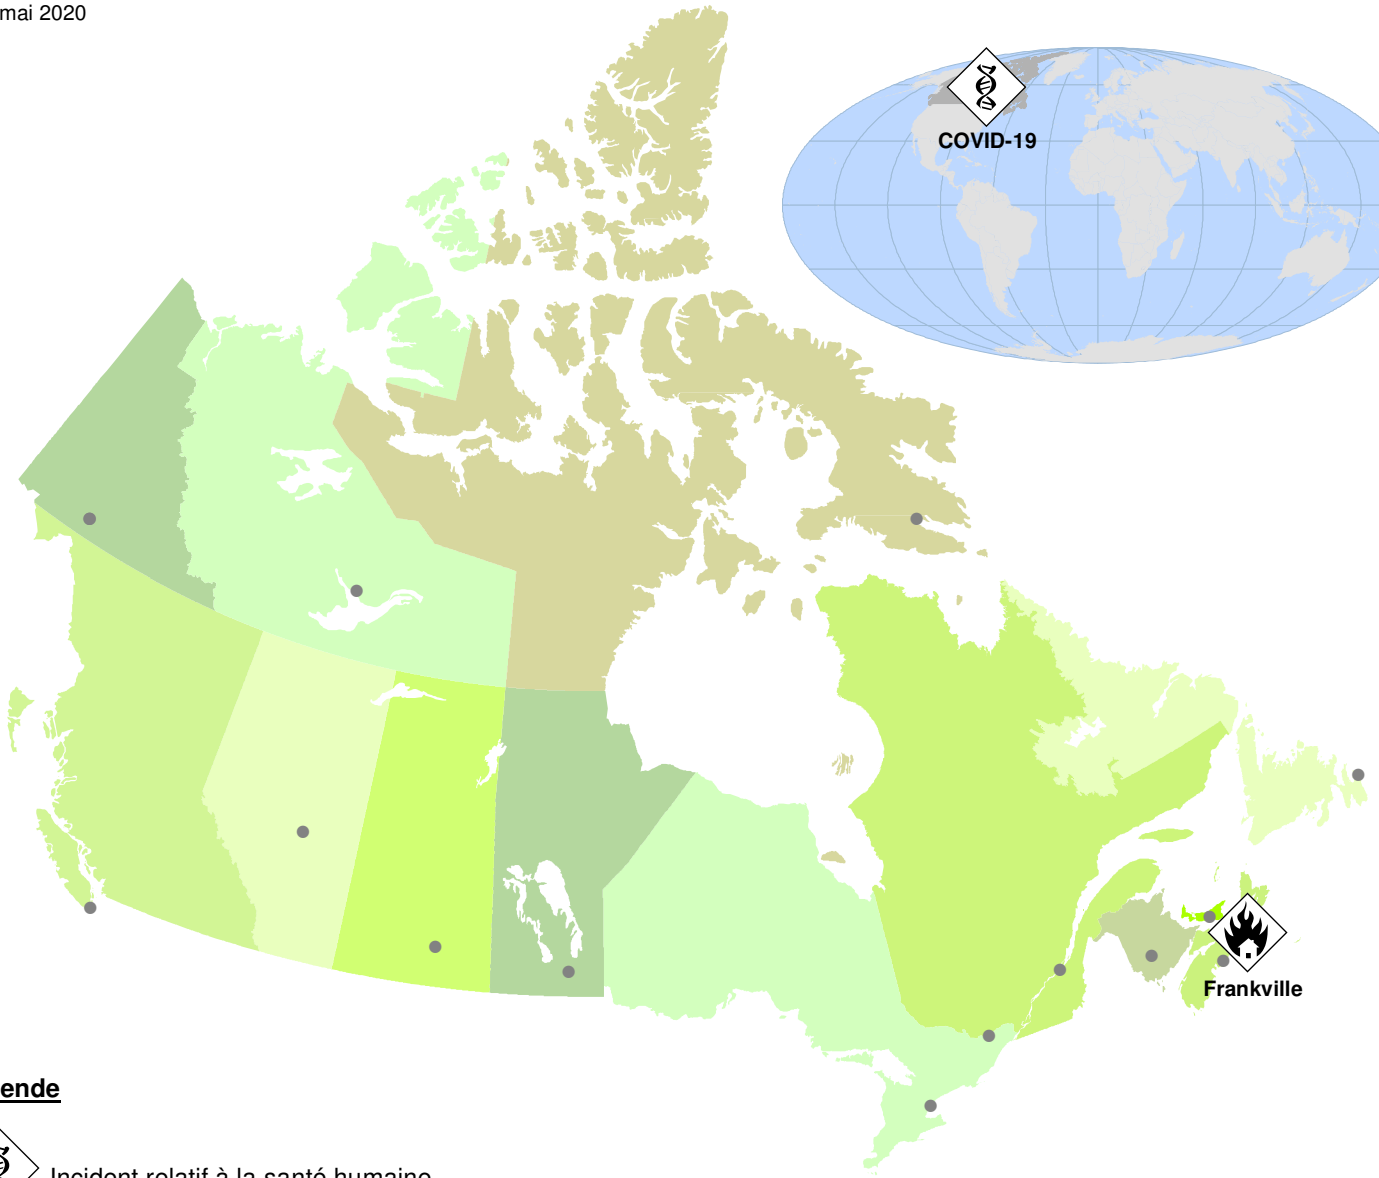 mai 2020
COVID-19
Frankville
ende
Incident relatif à la santé humaine